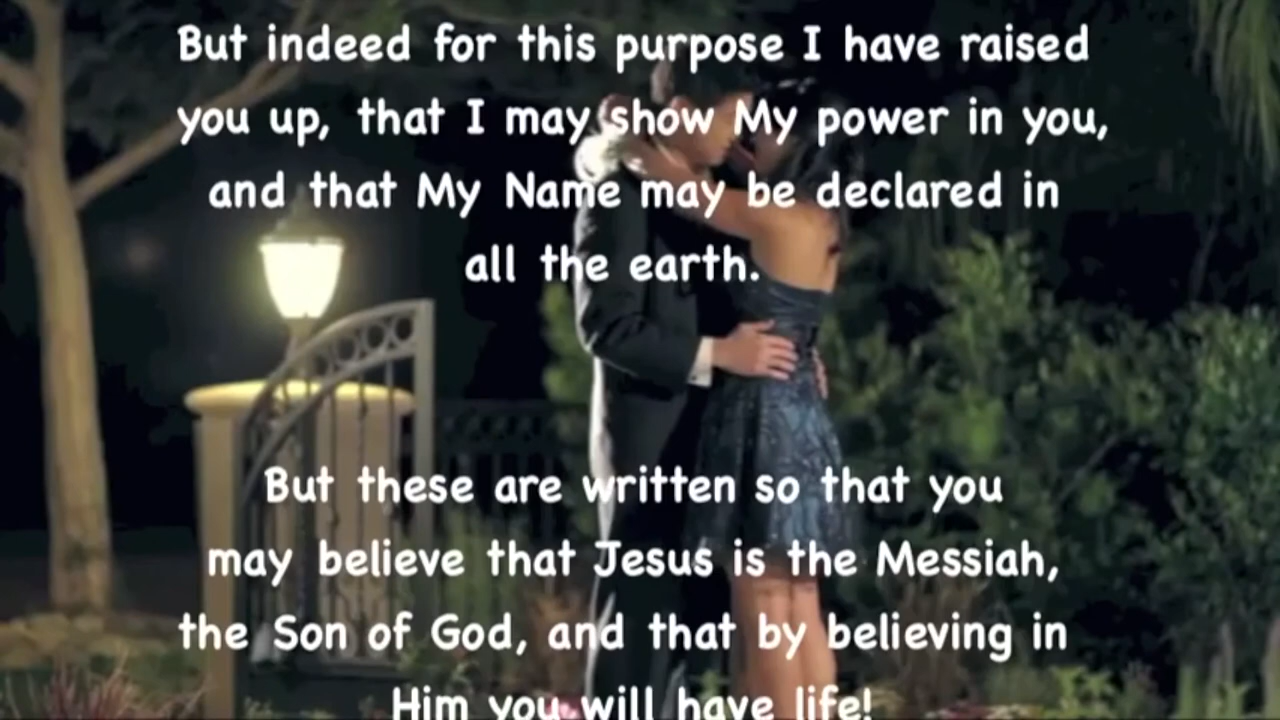 But indeed for this purpose I have raised
you up, that I may show My power in you,
and that My Name may be declared in
all the earth.
But these are written so that you
may believe that Jesus is the Messiah,
the Son of God, and that by believing in
Him you will have life!